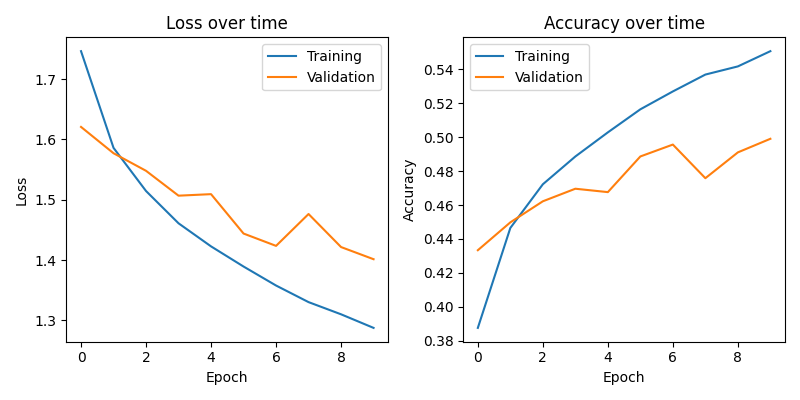 Loss over time
Training
Validation
1.7
1.6
1.5
1.4
1.3
Loss
0 2 4 6 8
Epoch
Accuracy over time
Training
Validation
0.54
0.52
0.50
0.48
0.46
0.44
0.42
0.40
0.38
Accuracy
0 2 4 6 8
Epoch